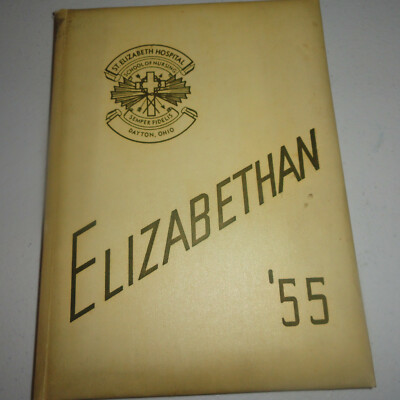 ST. ELIZABETH HOSPITAL
SCHOOL OF NURSING
SEMPER FIDELIS
DAYTON, OHIO
ELIZABETHAN
'55